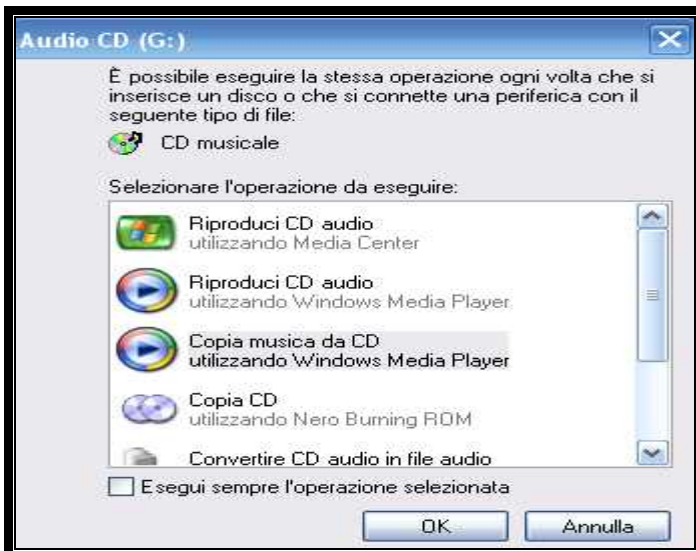 Audio CD (G:)
È possibile eseguire la stessa operazione ogni volta che si
inserisce un disco o che si connette una periferica con il
seguente tipo di file:
CD musicale
Selezionare l'operazione da eseguire:
Riproduci CD audio
utilizzando Media Center
Riproduci CD audio
utilizzando Windows Media Player
Copia musica da CD
utilizzando Windows Media Player
Copia CD
utilizzando Nero Burning ROM
Convertire CD audio in file audio
Esegui sempre l'operazione selezionata
OK
Annulla